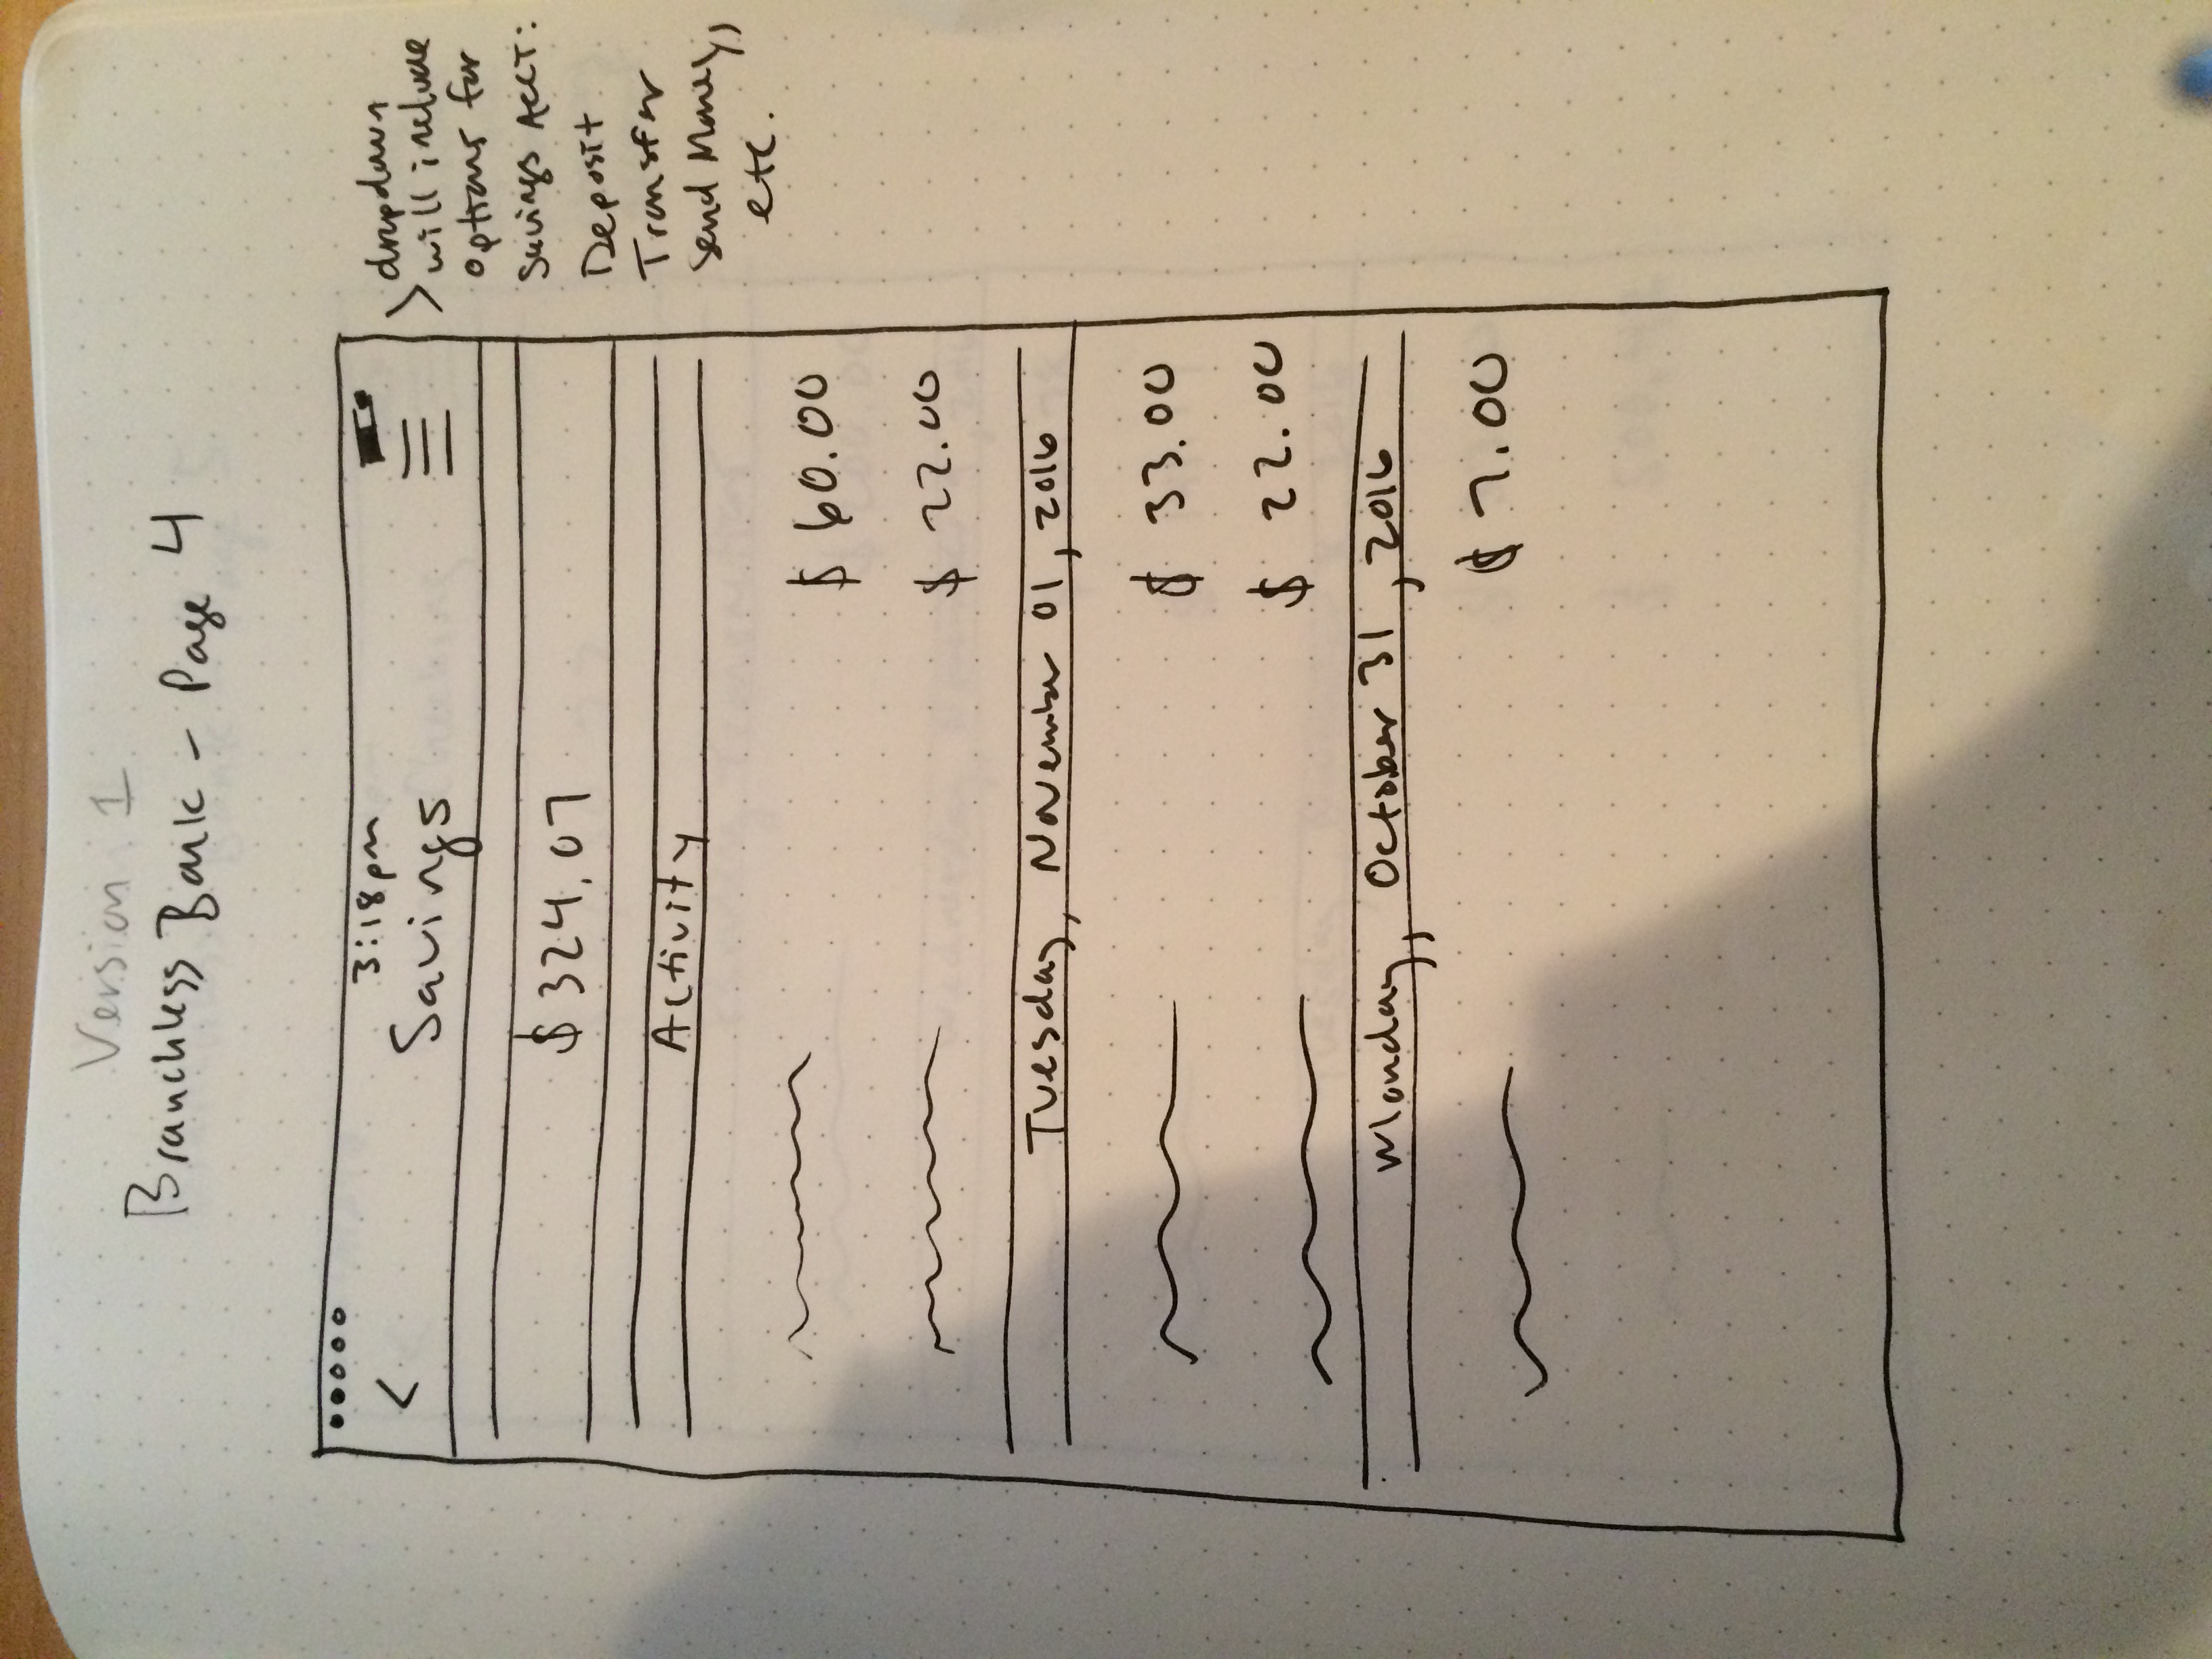 Version 1
Branchless Bank - Page 4
3:18pm
<
Savings
$324.07
Activity
$ 60.00
$ 22.00
Tuesday, November 01, 2016
$ 33.00
$ 22.00
Monday, October 31, 2016
$ 7.00
> dropdown
will include
options for
Savings ACCT:
Deposit
Transfer
Send Money,
etc.